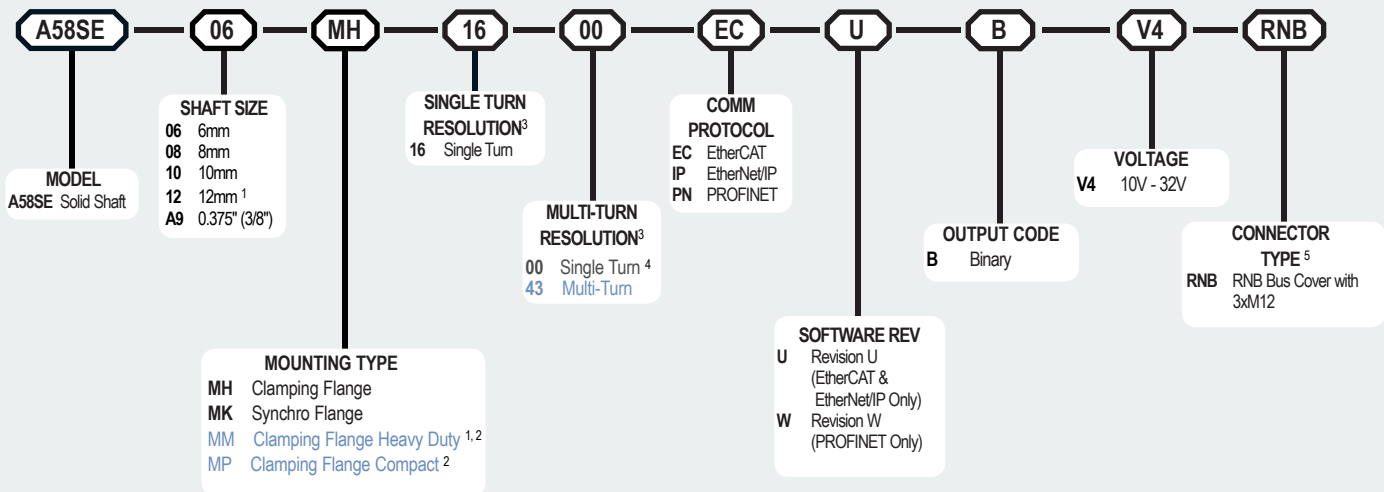 A58SE 06 MH 16 00 EC U B V4 RNB
MODEL
A58SE Solid Shaft
SHAFT SIZE
06 6mm
08 8mm
10 10mm
12 12mm 1
A9 0.375" (3/8")
MOUNTING TYPE
MH Clamping Flange
MK Synchro Flange
MM Clamping Flange Heavy Duty 1, 2
MP Clamping Flange Compact 2
SINGLE TURN
RESOLUTION3
16 Single Turn
MULTI-TURN
RESOLUTION3
00 Single Turn 4
43 Multi-Turn
COMM
PROTOCOL
EC EtherCAT
IP EtherNet/IP
PN PROFINET
SOFTWARE REV
U Revision U
(EtherCAT &
EtherNet/IP Only)
W Revision W
(PROFINET Only)
OUTPUT CODE
B Binary
VOLTAGE
V4 10V - 32V
CONNECTOR
TYPE 5
RNB RNB Bus Cover with
3xM12